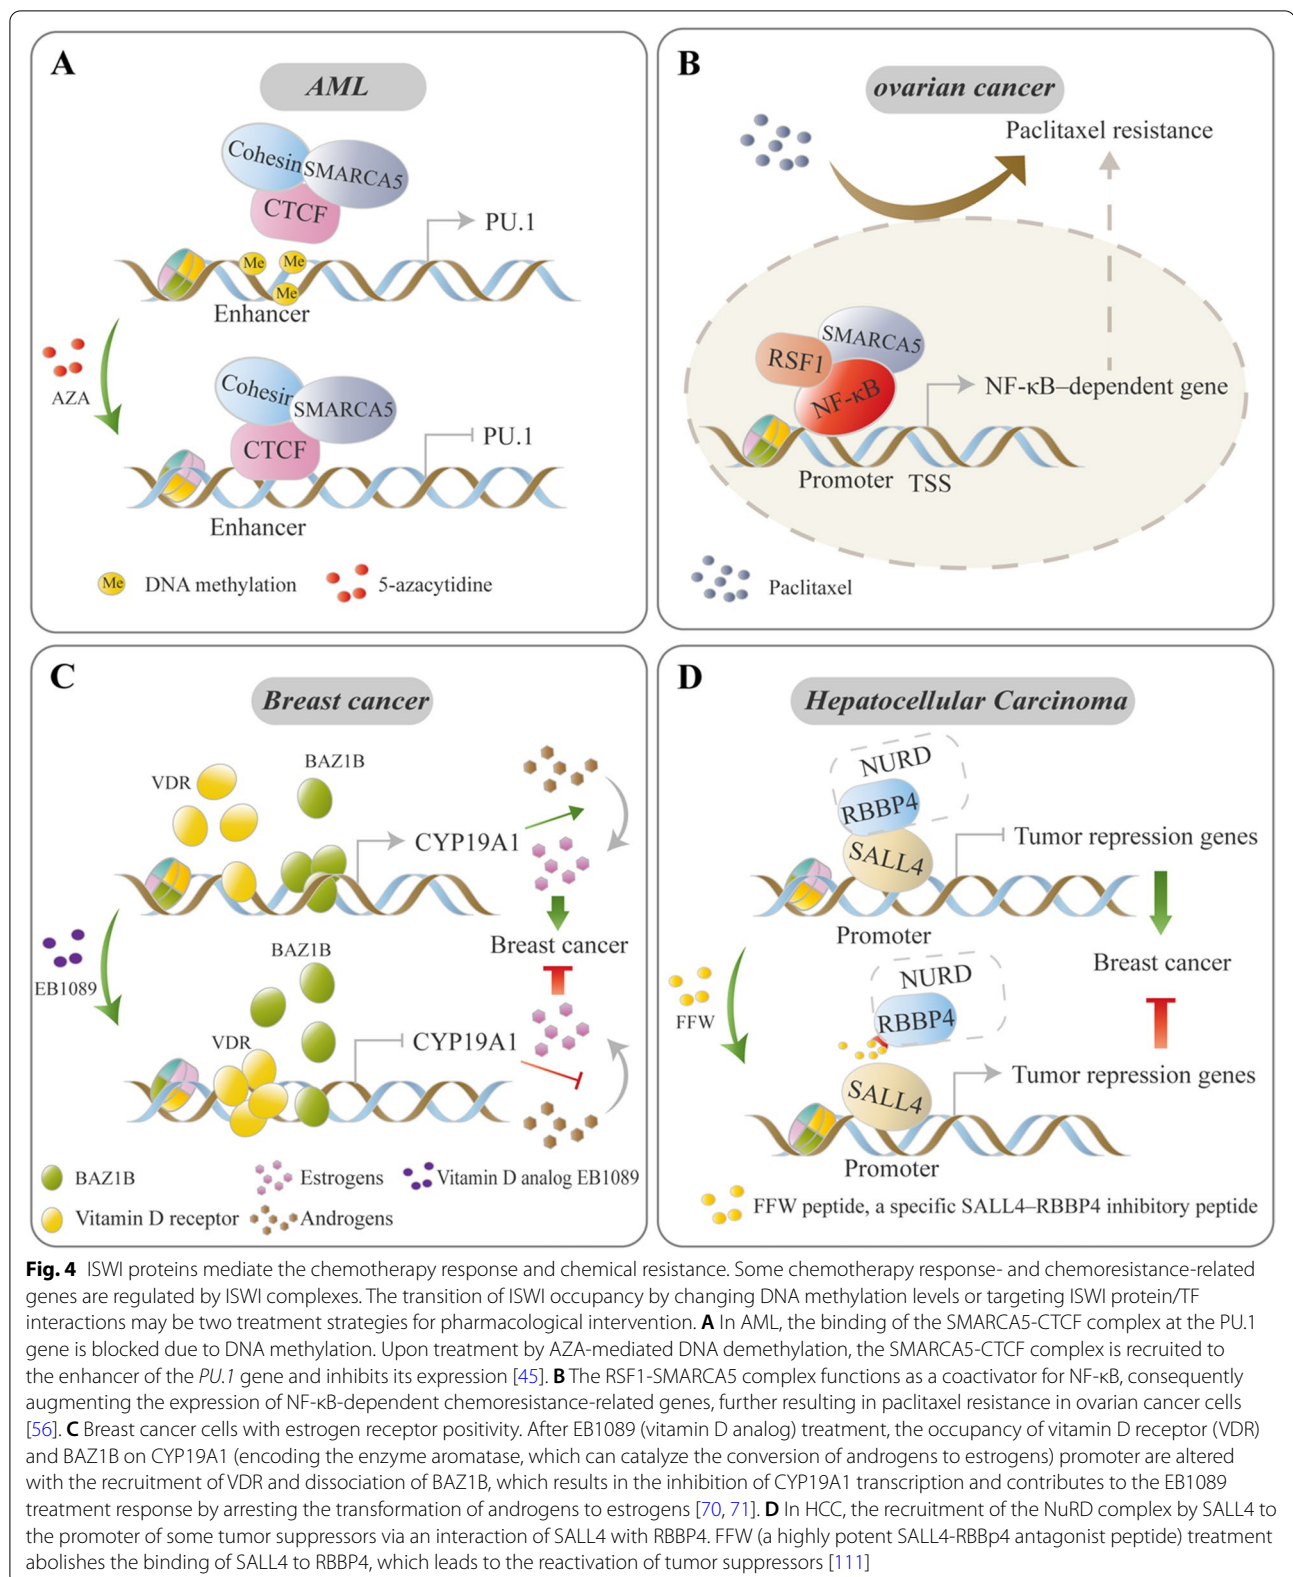 A
AML
Cohesin
SMARCA5
CTCF
PU.1
Me
Me
Me
Enhancer
AZA
Cohesin
SMARCA5
CTCF
PU.1
Enhancer
Me
DNA methylation
5-azacytidine
B
ovarian cancer
Paclitaxel resistance
SMARCA5
RSF1
NF-κB
NF-κB–dependent gene
Promoter
TSS
Paclitaxel
C
Breast cancer
VDR
BAZ1B
CYP19A1
EB1089
Breast cancer
BAZ1B
VDR
CYP19A1
BAZ1B
Estrogens
Vitamin D analog EB1089
Vitamin D receptor
Androgens
D
Hepatocellular Carcinoma
NURD
RBBP4
SALL4
Tumor repression genes
Promoter
NURD
Breast cancer
RBBP4
FFW
SALL4
Tumor repression genes
Promoter
FFW peptide, a specific SALL4–RBBP4 inhibitory peptide
Fig. 4 ISWI proteins mediate the chemotherapy response and chemical resistance. Some chemotherapy response- and chemoresistance-related
genes are regulated by ISWI complexes. The transition of ISWI occupancy by changing DNA methylation levels or targeting ISWI protein/TF
interactions may be two treatment strategies for pharmacological intervention. A In AML, the binding of the SMARCA5-CTCF complex at the PU.1
gene is blocked due to DNA methylation. Upon treatment by AZA-mediated DNA demethylation, the SMARCA5-CTCF complex is recruited to
the enhancer of the PU.1 gene and inhibits its expression [45]. B The RSF1-SMARCA5 complex functions as a coactivator for NF-κB, consequently
augmenting the expression of NF-κB-dependent chemoresistance-related genes, further resulting in paclitaxel resistance in ovarian cancer cells
[56]. C Breast cancer cells with estrogen receptor positivity. After EB1089 (vitamin D analog) treatment, the occupancy of vitamin D receptor (VDR)
and BAZ1B on CYP19A1 (encoding the enzyme aromatase, which can catalyze the conversion of androgens to estrogens) promoter are altered
with the recruitment of VDR and dissociation of BAZ1B, which results in the inhibition of CYP19A1 transcription and contributes to the EB1089
treatment response by arresting the transformation of androgens to estrogens [70, 71]. D In HCC, the recruitment of the NuRD complex by SALL4 to
the promoter of some tumor suppressors via an interaction of SALL4 with RBBP4. FFW (a highly potent SALL4-RBBp4 antagonist peptide) treatment
abolishes the binding of SALL4 to RBBP4, which leads to the reactivation of tumor suppressors [111]